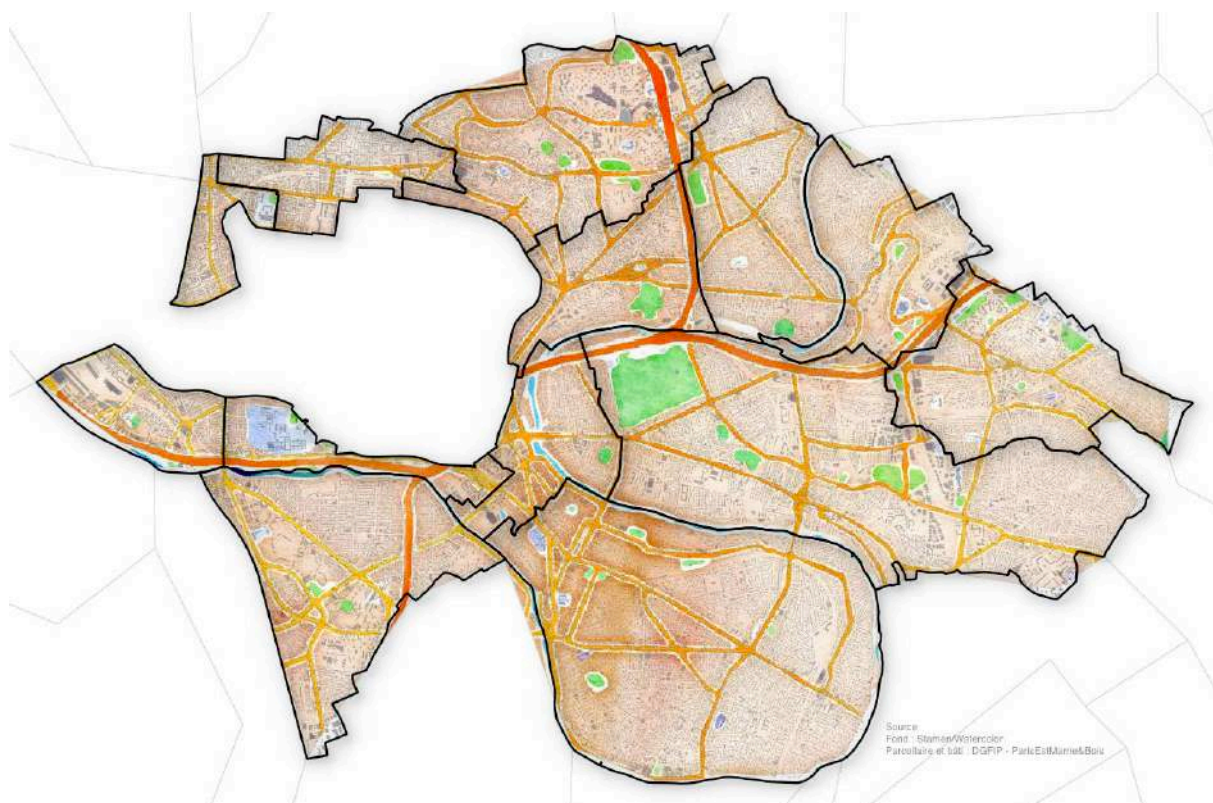 Source
Fond : Stamen/Watercolor
Parcellaire et bâti : DGFIP - ParisEstMarne&Bois